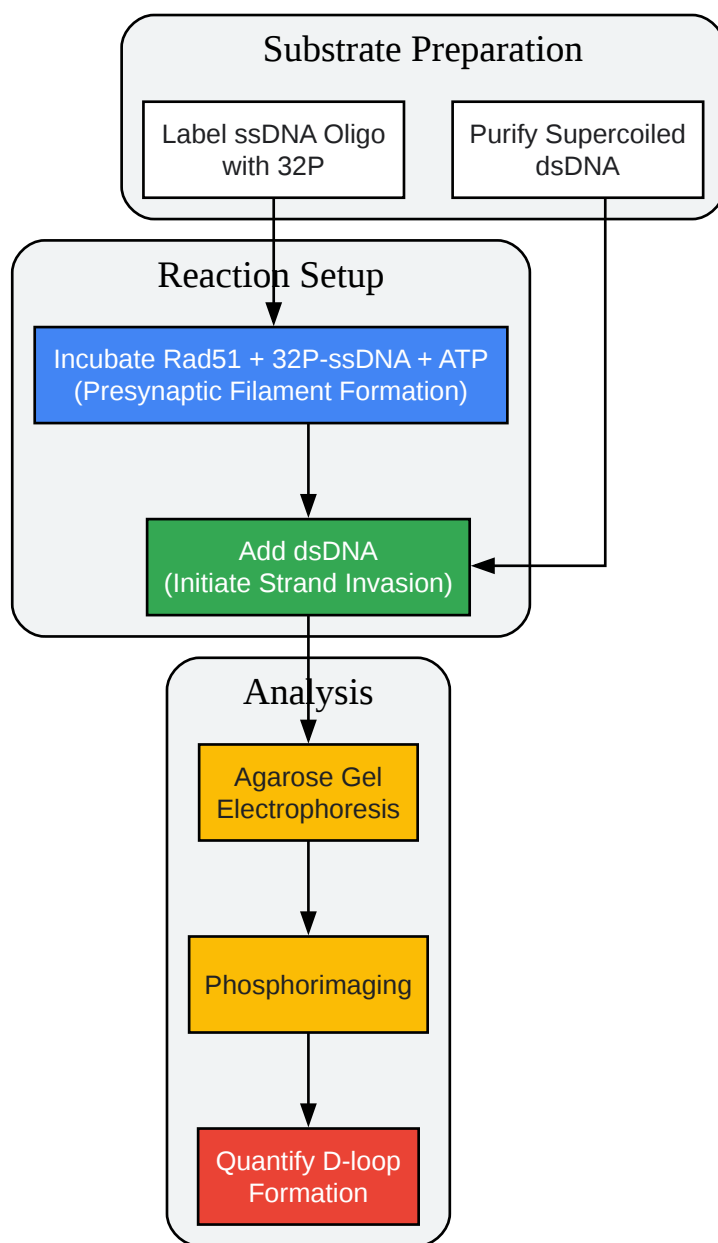 Substrate Preparation
Label ssDNA Oligo
with 32P
Purify Supercoiled
dsDNA
Reaction Setup
Incubate Rad51 + 32P-ssDNA + ATP
(Presynaptic Filament Formation)
Add dsDNA
(Initiate Strand Invasion)
Analysis
Agarose Gel
Electrophoresis
Phosphorimaging
Quantify D-loop
Formation